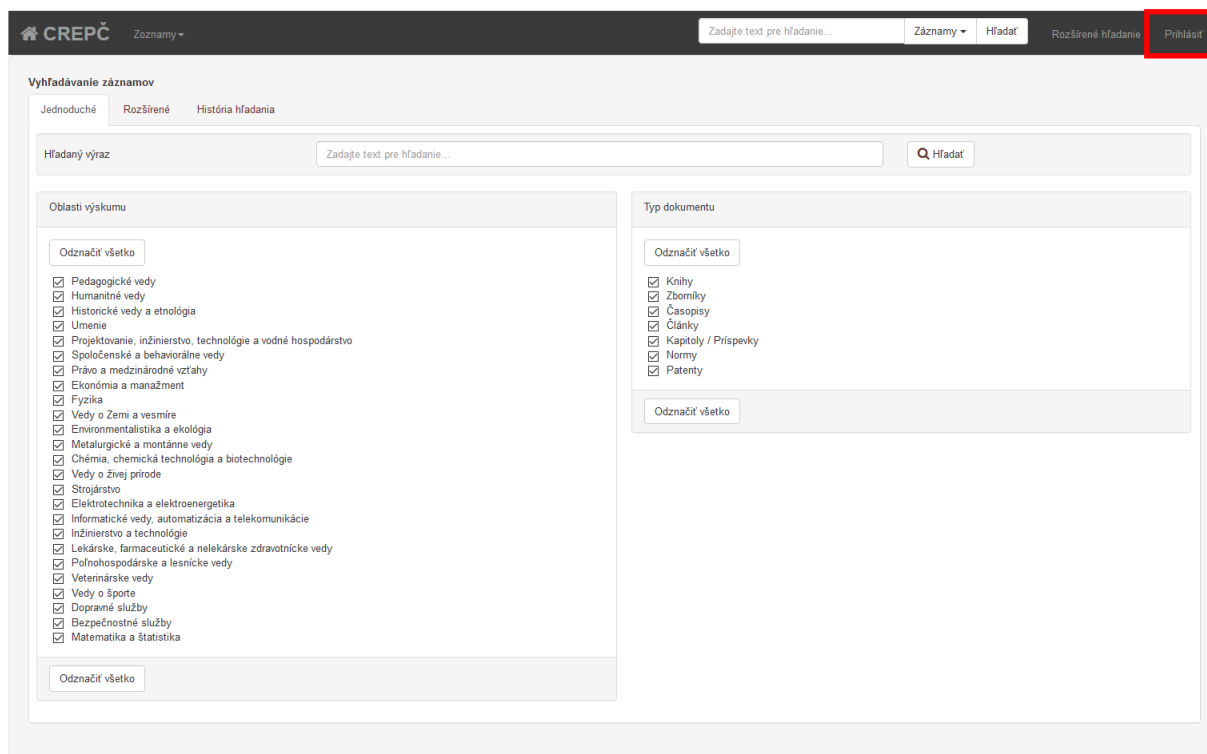 CREPČ Zoznamy Zadajte text pre hľadanie... Záznamy Hľadať Rozšírené hľadanie Prihlásiť
Vyhľadávanie záznamov
Jednoduché Rozšírené História hľadania
Hľadaný výraz Zadajte text pre hľadanie... Hľadať
Oblasti výskumu
Odznačiť všetko
Pedagogické vedy
Humanitné vedy
Historické vedy a etnológia
Umenie
Projektovanie, inžinierstvo, technológie a vodné hospodárstvo
Spoločenské a behaviorálne vedy
Právo a medzinárodné vzťahy
Ekonómia a manažment
Fyzika
Vedy o Zemi a vesmíre
Environmentalistika a ekológia
Metalurgické a montánne vedy
Chémia, chemická technológia a biotechnológie
Vedy o živej prírode
Strojárstvo
Elektrotechnika a elektroenergetika
Informatické vedy, automatizácia a telekomunikácie
Inžinierstvo a technológie
Lekárske, farmaceutické a nelekárske zdravotnícke vedy
Poľnohospodárske a lesnícke vedy
Veterinárske vedy
Vedy o športe
Dopravné služby
Bezpečnostné služby
Matematika a štatistika
Odznačiť všetko
Typ dokumentu
Odznačiť všetko
Knihy
Zborníky
Časopisy
Články
Kapitoly / Príspevky
Normy
Patenty
Odznačiť všetko